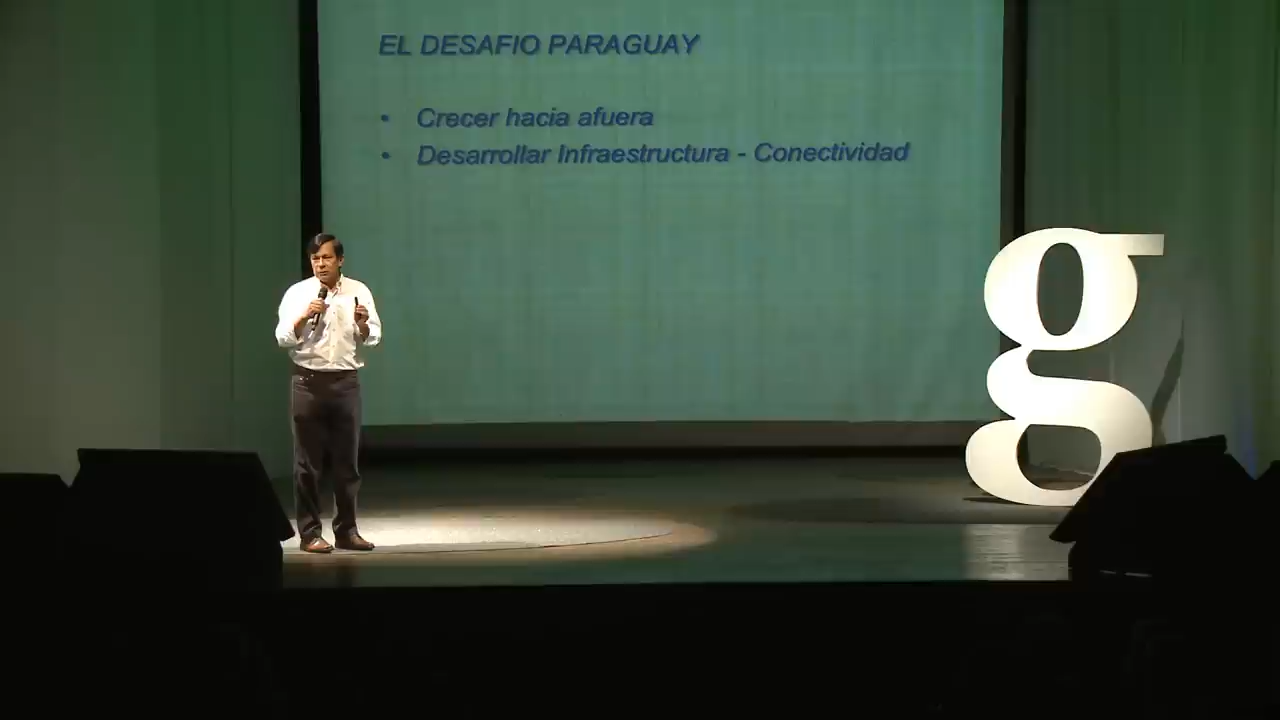 EL DESAFIO PARAGUAY
• Crecer hacia afuera
• Desarrollar Infraestructura - Conectividad
g